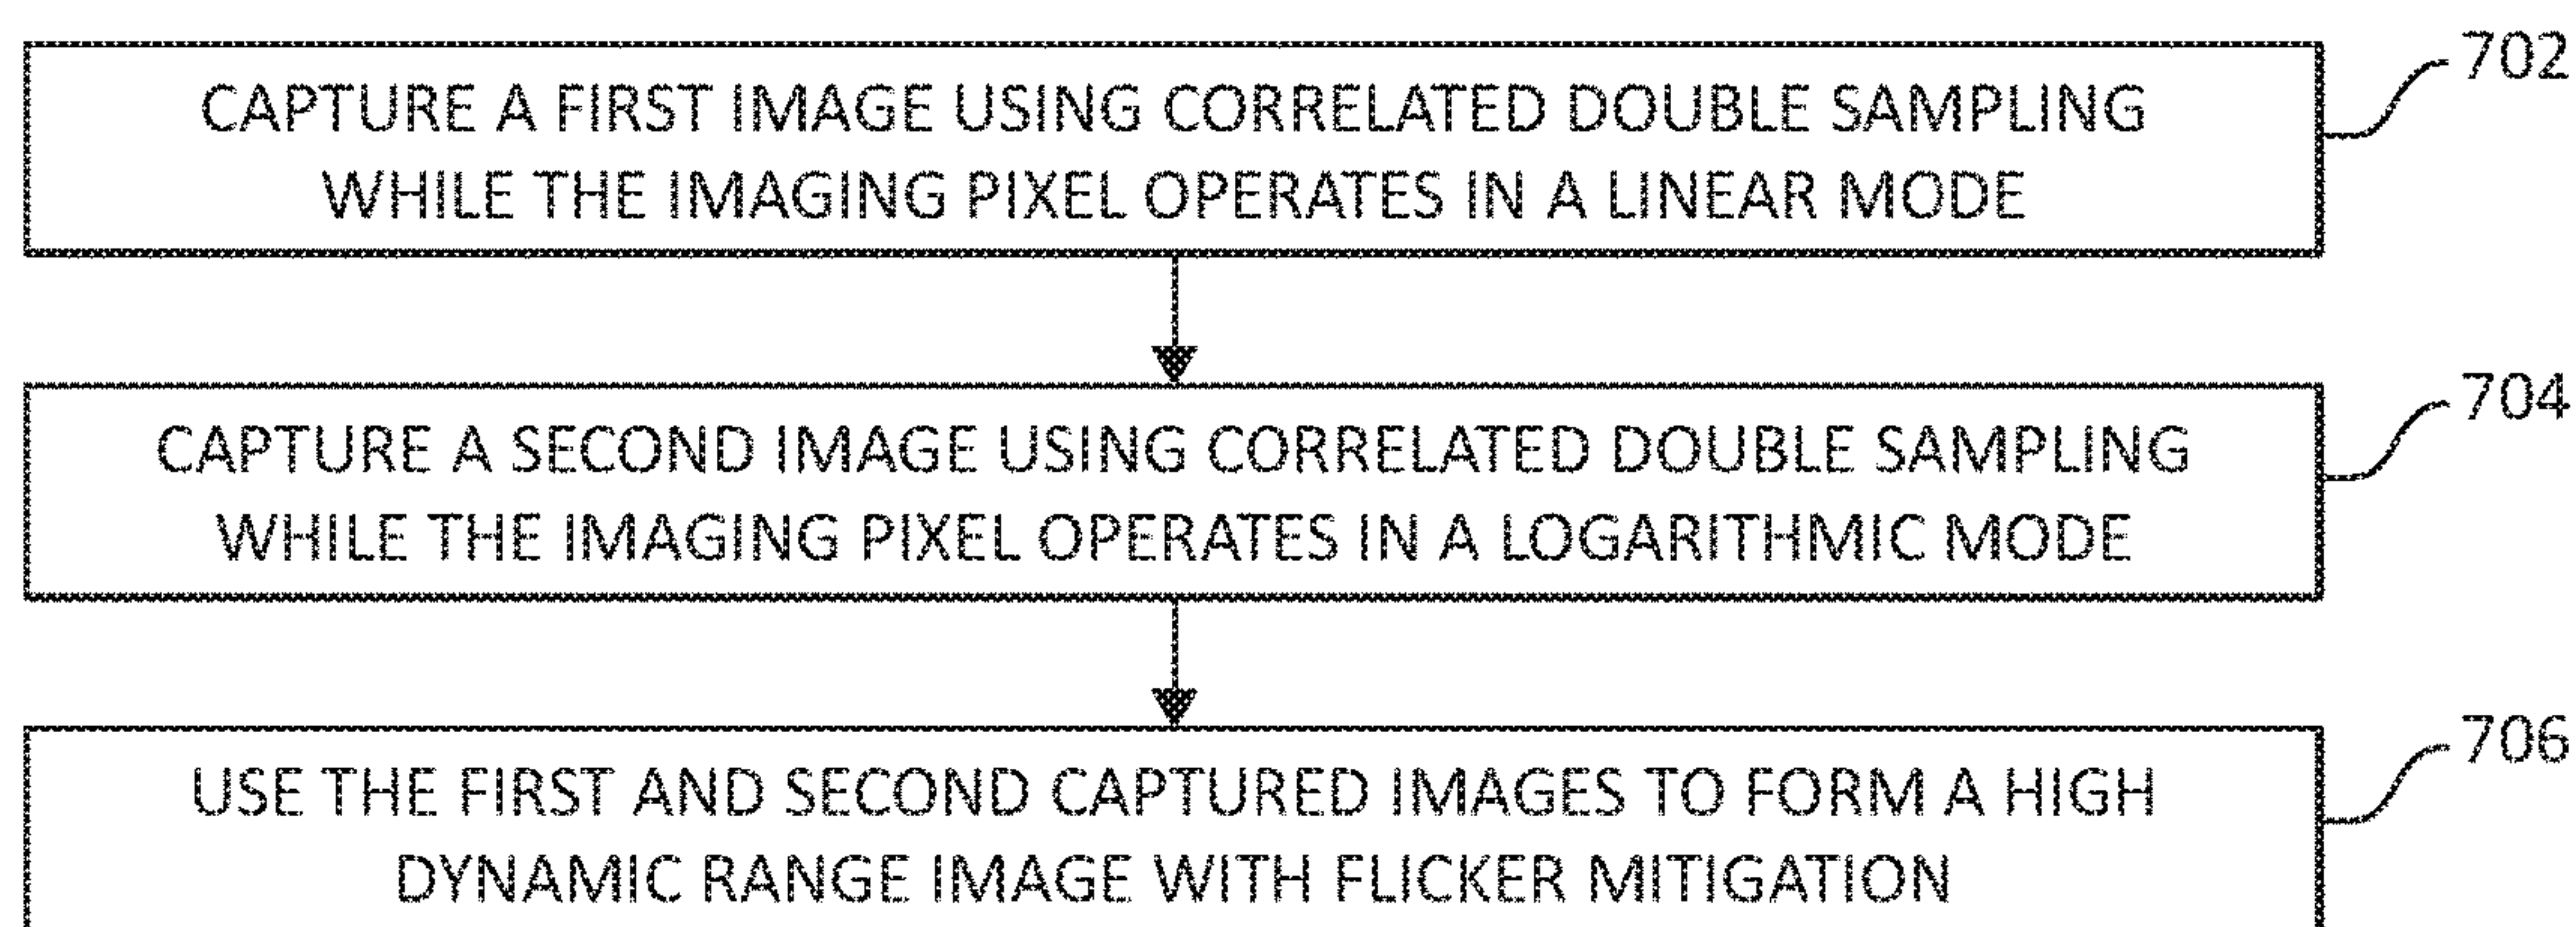 CAPTURE A FIRST IMAGE USING CORRELATED DOUBLE SAMPLING
WHILE THE IMAGING PIXEL OPERATES IN A LINEAR MODE
702
CAPTURE A SECOND IMAGE USING CORRELATED DOUBLE SAMPLING
WHILE THE IMAGING PIXEL OPERATES IN A LOGARITHMIC MODE
704
USE THE FIRST AND SECOND CAPTURED IMAGES TO FORM A HIGH
DYNAMIC RANGE IMAGE WITH FLICKER MITIGATION
706